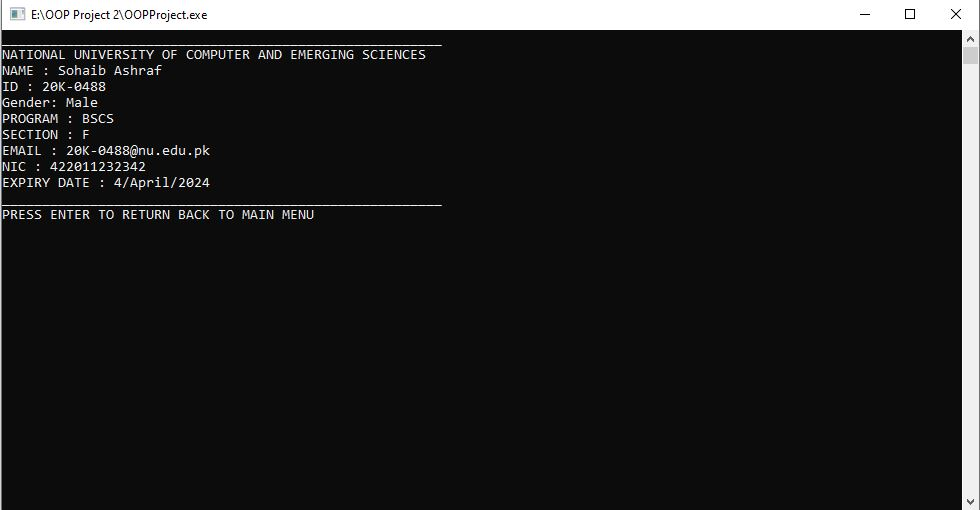 E:\OOP Project 2\OOPProject.exe
NATIONAL UNIVERSITY OF COMPUTER AND EMERGING SCIENCES
NAME : Sohaib Ashraf
ID : 20K-0488
Gender: Male
PROGRAM : BSCS
SECTION : F
EMAIL : 20K-0488@nu.edu.pk
NIC : 422011232342
EXPIRY DATE : 4/April/2024
PRESS ENTER TO RETURN BACK TO MAIN MENU